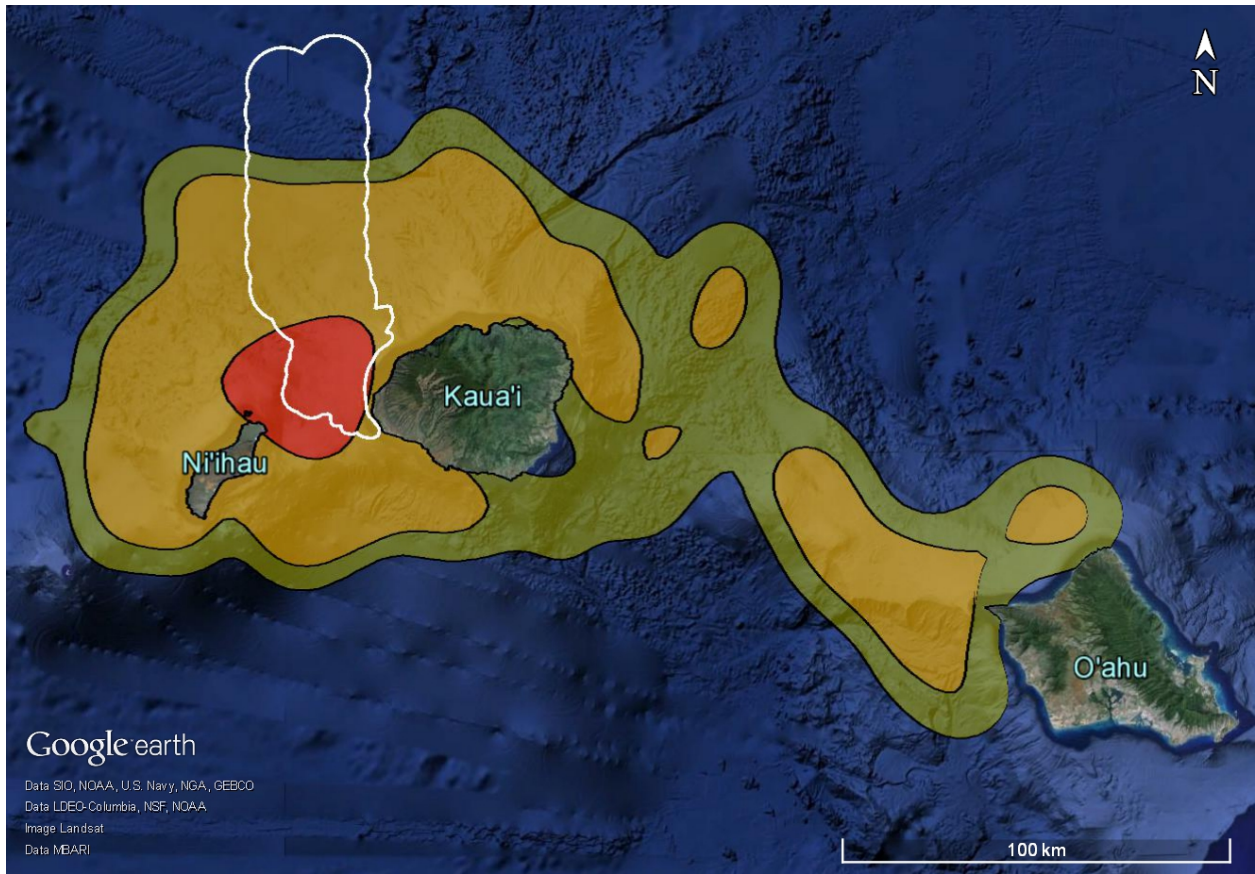 N
Kaua'i
Ni'ihau
O'ahu
Google earth
Data SIO, NOAA, U.S. Navy, NGA, GEBCO
Data LDEO-Columbia, NSF, NOAA
Image Landsat
Data MBARI
100 km